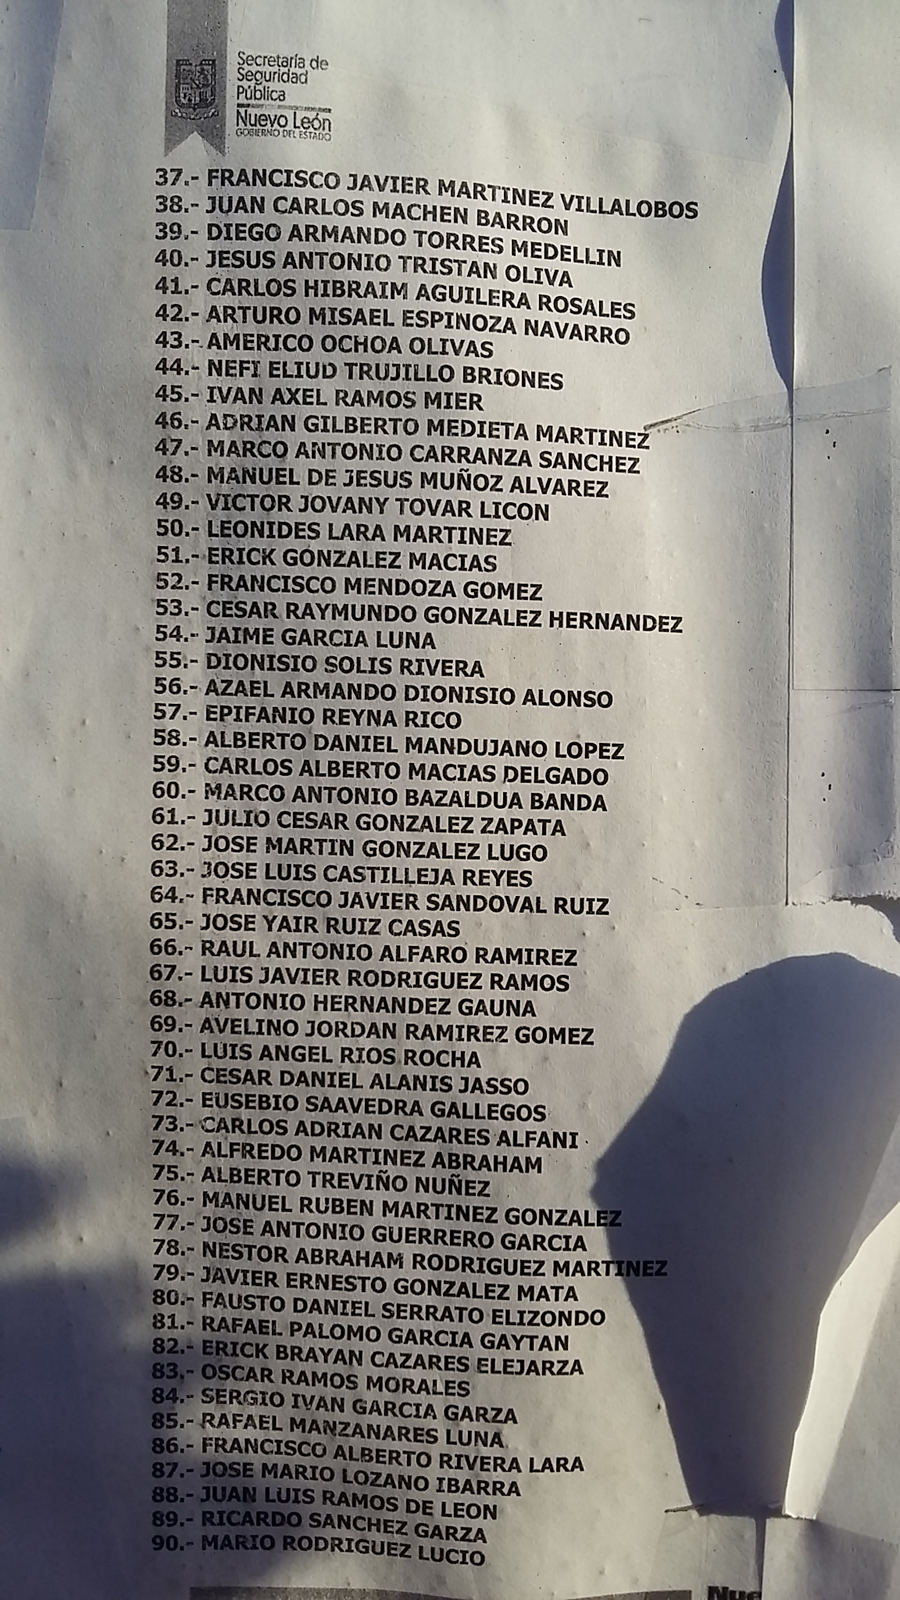 Secretaría de
Seguridad
Pública
Nuevo León
GOBIERNO DEL ESTADO
37.- FRANCISCO JAVIER MARTINEZ VILLALOBOS
38.- JUAN CARLOS MACHEN BARRON
39.- DIEGO ARMANDO TORRES MEDELLIN
40.- JESUS ANTONIO TRISTAN OLIVA
41.- CARLOS HIBRAIM AGUILERA ROSALES
42.- ARTURO MISAEL ESPINOZA NAVARRO
43.- AMERICO OCHOA OLIVAS
44.- NEFI ELIUD TRUJILLO BRIONES
45.- IVAN AXEL RAMOS MIER
46.- ADRIAN GILBERTO MEDIETA MARTINEZ
47.- MARCO ANTONIO CARRANZA SANCHEZ
48.- MANUEL DE JESUS MUÑOZ ALVAREZ
49.- VICTOR JOVANY TOVAR LICON
50.- LEONIDES LARA MARTINEZ
51.- ERICK GONZALEZ MACIAS
52.- FRANCISCO MENDOZA GOMEZ
53.- CESAR RAYMUNDO GONZALEZ HERNANDEZ
54.- JAIME GARCIA LUNA
55.- DIONISIO SOLIS RIVERA
56.- AZAEL ARMANDO DIONISIO ALONSO
57.- EPIFANIO REYNA RICO
58.- ALBERTO DANIEL MANDUJANO LOPEZ
59.- CARLOS ALBERTO MACIAS DELGADO
60.- MARCO ANTONIO BAZALDUA BANDA
61.- JULIO CESAR GONZALEZ ZAPATA
62.- JOSE MARTIN GONZALEZ LUGO
63.- JOSE LUIS CASTILLEJA REYES
64.- FRANCISCO JAVIER SANDOVAL RUIZ
65.- JOSE YAIR RUIZ CASAS
66.- RAUL ANTONIO ALFARO RAMIREZ
67.- LUIS JAVIER RODRIGUEZ RAMOS
68.- ANTONIO HERNANDEZ GAUNA
69.- AVELINO JORDAN RAMIREZ GOMEZ
70.- LUIS ANGEL RIOS ROCHA
71.- CESAR DANIEL ALANIS JASSO
72.- EUSEBIO SAAVEDRA GALLEGOS
73.- CARLOS ADRIAN CAZARES ALFANI
74.- ALFREDO MARTINEZ ABRAHAM
75.- ALBERTO TREVIÑO NUÑEZ
76.- MANUEL RUBEN MARTINEZ GONZALEZ
77.- JOSE ANTONIO GUERRERO GARCIA
78.- NESTOR ABRAHAM RODRIGUEZ MARTINEZ
79.- JAVIER ERNESTO GONZALEZ MATA
80.- FAUSTO DANIEL SERRATO ELIZONDO
81.- RAFAEL PALOMO GARCIA GAYTAN
82.- ERICK BRAYAN CAZARES ELEJARZA
83.- OSCAR RAMOS MORALES
84.- SERGIO IVAN GARCIA GARZA
85.- RAFAEL MANZANARES LUNA
86.- FRANCISCO ALBERTO RIVERA LARA
87.- JOSE MARIO LOZANO IBARRA
88.- JUAN LUIS RAMOS DE LEON
89.- RICARDO SANCHEZ GARZA
90.- MARIO RODRIGUEZ LUCIO